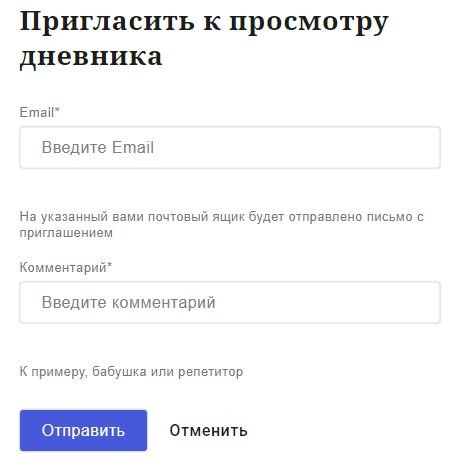 Пригласить к просмотру
дневника
Email*
Введите Email
На указанный вами почтовый ящик будет отправлено письмо с
приглашением
Комментарий*
Введите комментарий
К примеру, бабушка или репетитор
Отправить Отменить